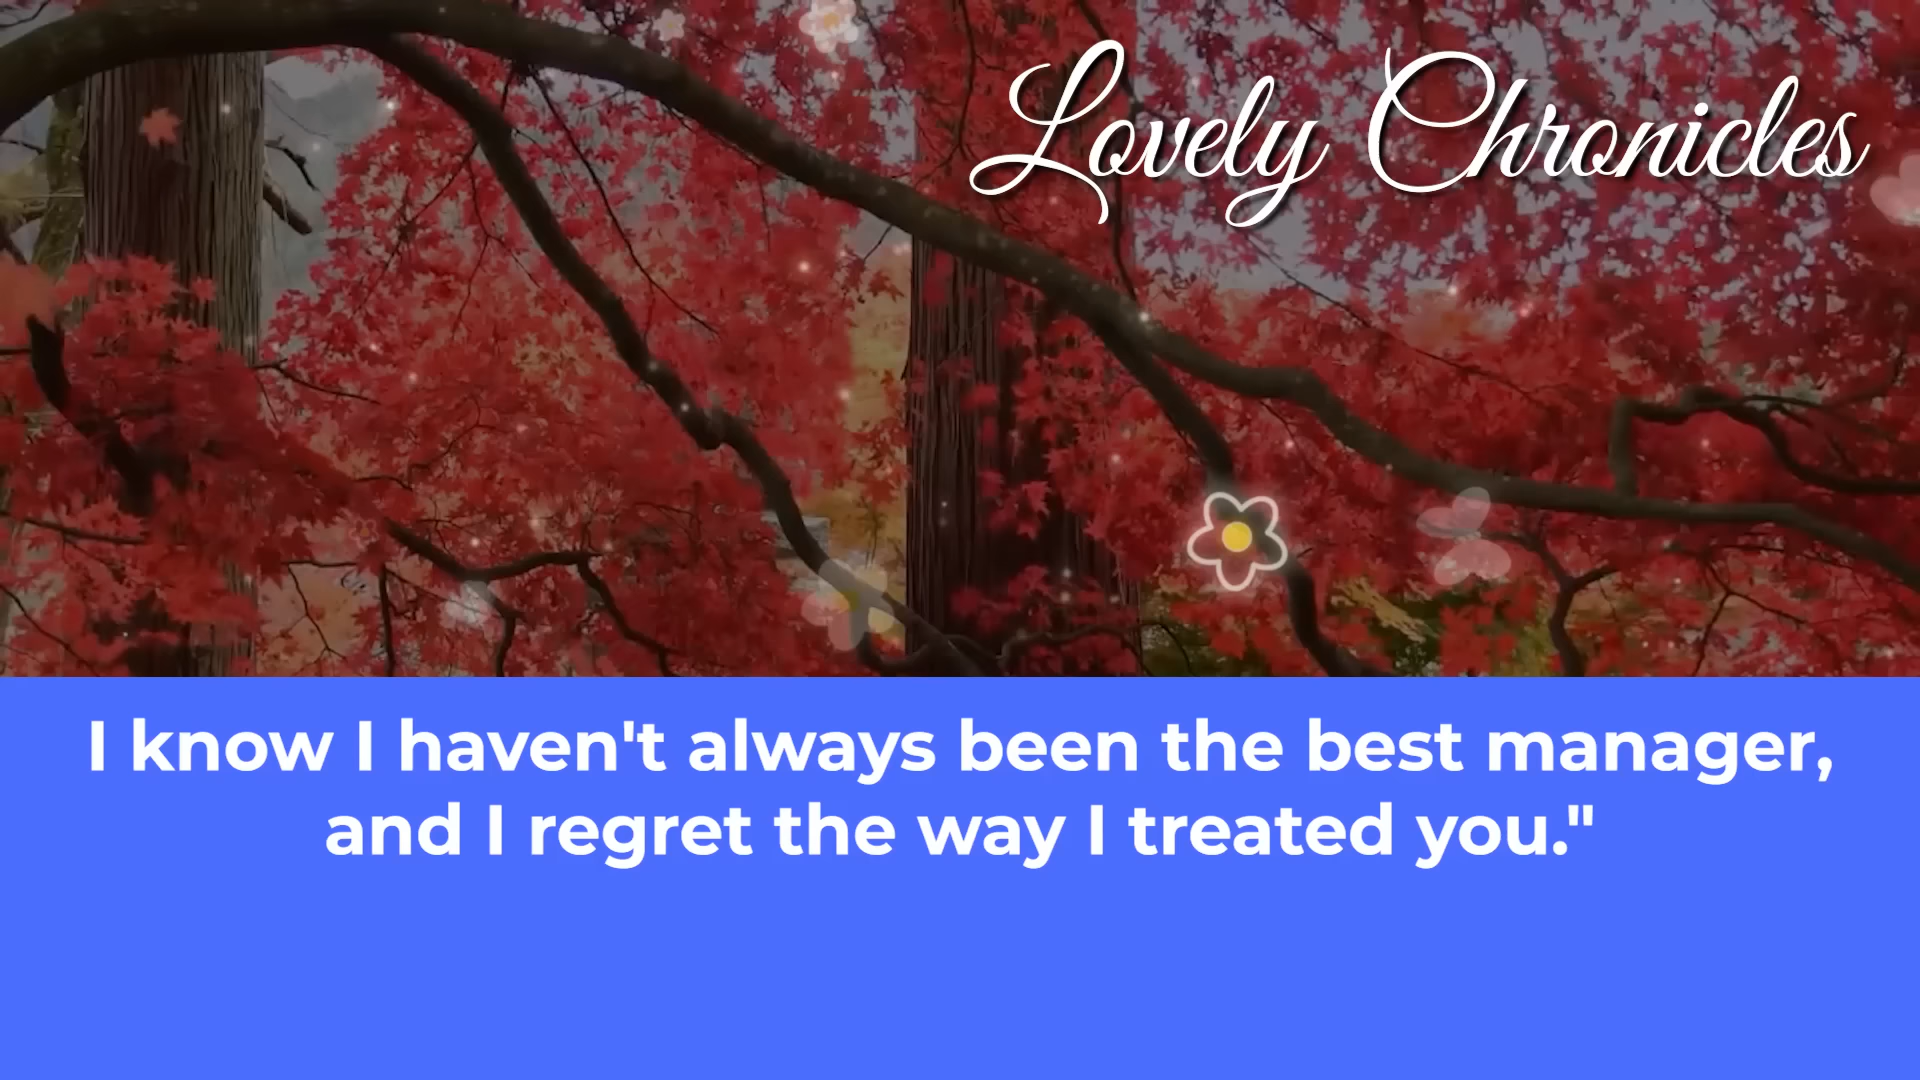 Lovely Chronicles
I know I haven't always been the best manager,
and I regret the way I treated you."